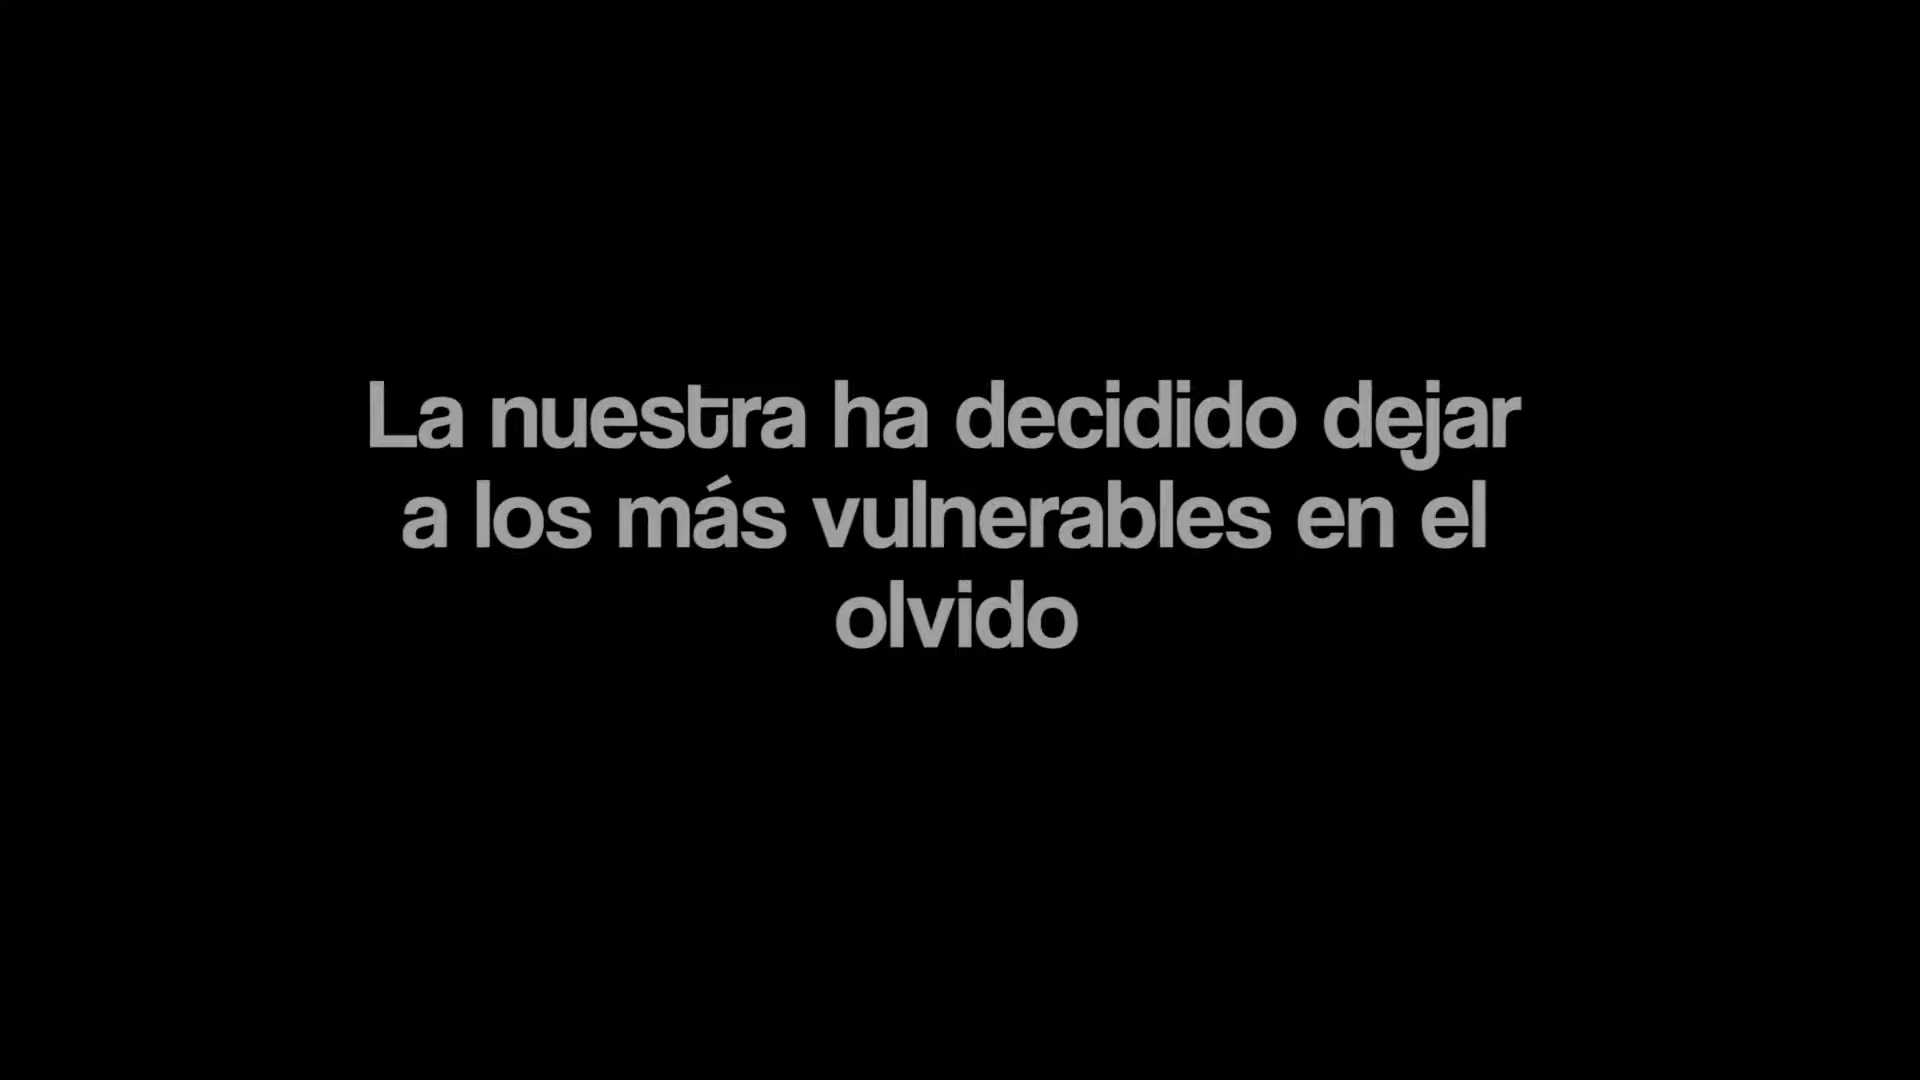 La nuestra ha decidido dejar
a los más vulnerables en el
olvido